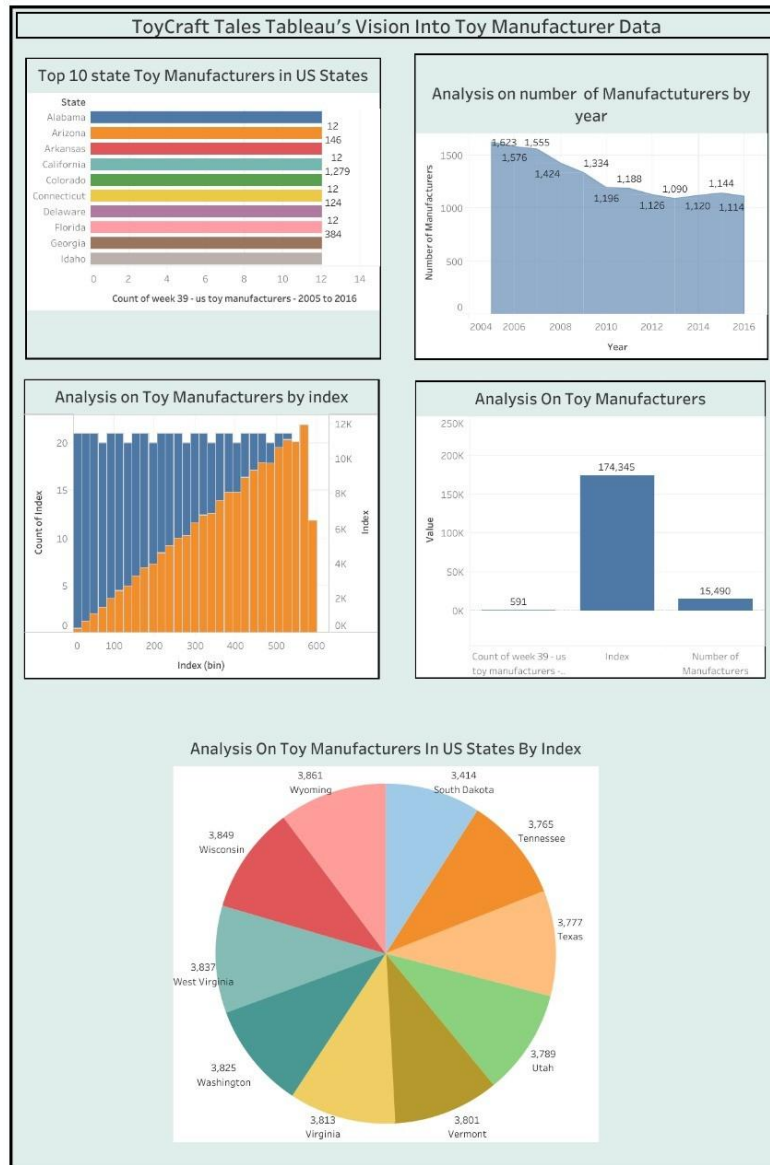 ToyCraft Tales Tableau's Vision Into Toy Manufacturer Data
Top 10 state Toy Manufacturers in US States
State
Alabama
Arizona
Arkansas
California
Colorado
Connecticut
Delaware
Florida
Georgia
Idaho
12
146
12
1,279
12
124
12
384
0 2 4 6 8 10 12 14
Count of week 39 - us toy manufacturers - 2005 to 2016
Analysis on number of Manufactuturers by
year
Number of Manufacturers
1500
1000
500
0
1,623
1,576
1,555
1,424
1,334
1,196
1,188
1,126
1,090
1,120
1,144
1,114
2004 2006 2008 2010 2012 2014 2016
Year
Analysis on Toy Manufacturers by index
Count of Index
20
15
10
5
0
12K
10K
8K
6K
4K
2K
0K
Index
0 100 200 300 400 500 600
Index (bin)
Analysis On Toy Manufacturers
Value
250K
200K
150K
100K
50K
0K
591
174,345
15,490
Count of week 39 - us
toy manufacturers -..
Index
Number of
Manufacturers
Analysis On Toy Manufacturers In US States By Index
3,861
Wyoming
3,414
South Dakota
3,849
Wisconsin
3,765
Tennessee
3,777
Texas
3,837
West Virginia
3,789
Utah
3,825
Washington
3,813
Virginia
3,801
Vermont